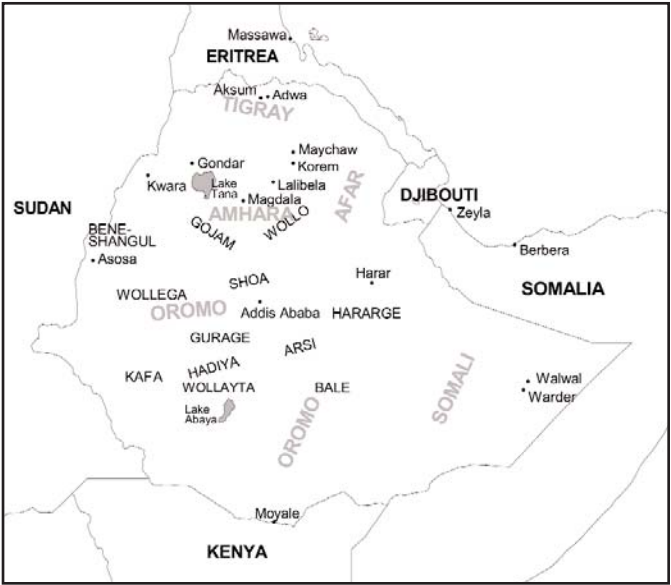 Massawa
ERITREA
Aksum
Adwa
TIGRAY
Maychaw
Korem
Gondar
Kwara
Lake
Tana
Lalibela
Magdala
AFAR
DJIBOUTI
Zeyla
SUDAN
AMHARA
WOLLO
GOJAM
BENE-
SHANGUL
Asosa
Berbera
SOMALIA
Harar
SHOA
WOLLEGA
OROMO
Addis Ababa
HARARGE
GURAGE
ARSI
HADIYA
KAFA
WOLLAYTA
BALE
SOMALI
Walwal
Warder
Lake
Abaya
OROMO
Moyale
KENYA